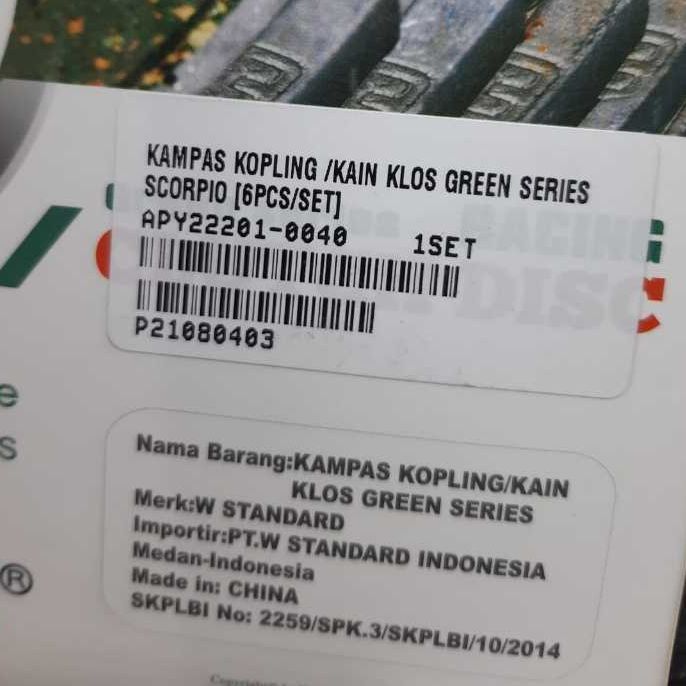 KAMPAS KOPLING /KAIN KLOS GREEN SERIES
SCORPIO [6PCS/SET]
APY22201-0040 1SET
RACING
DISC
P21080403
e
s
Nama Barang:KAMPAS KOPLING/KAIN
KLOS GREEN SERIES
Merk:W STANDARD
Importir:PT.W STANDARD INDONESIA
Medan-Indonesia
Made in: CHINA
SKPLBI No: 2259/SPK.3/SKPLBI/10/2014
®